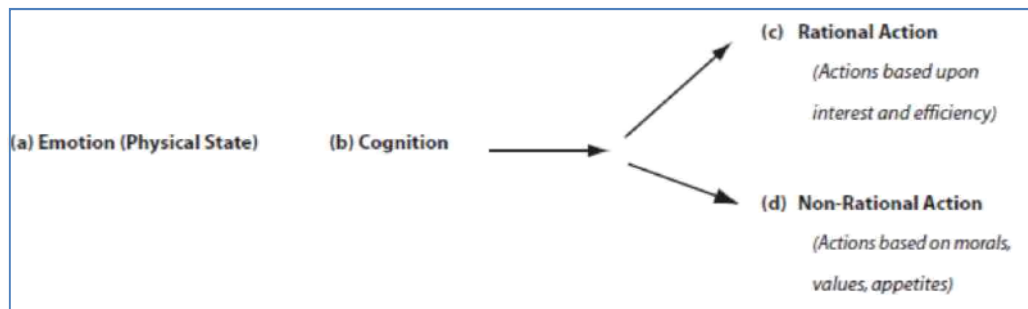 (c) Rational Action
(Actions based upon
interest and efficiency)
(a) Emotion (Physical State) (b) Cognition
(d) Non-Rational Action
(Actions based on morals,
values, appetites)